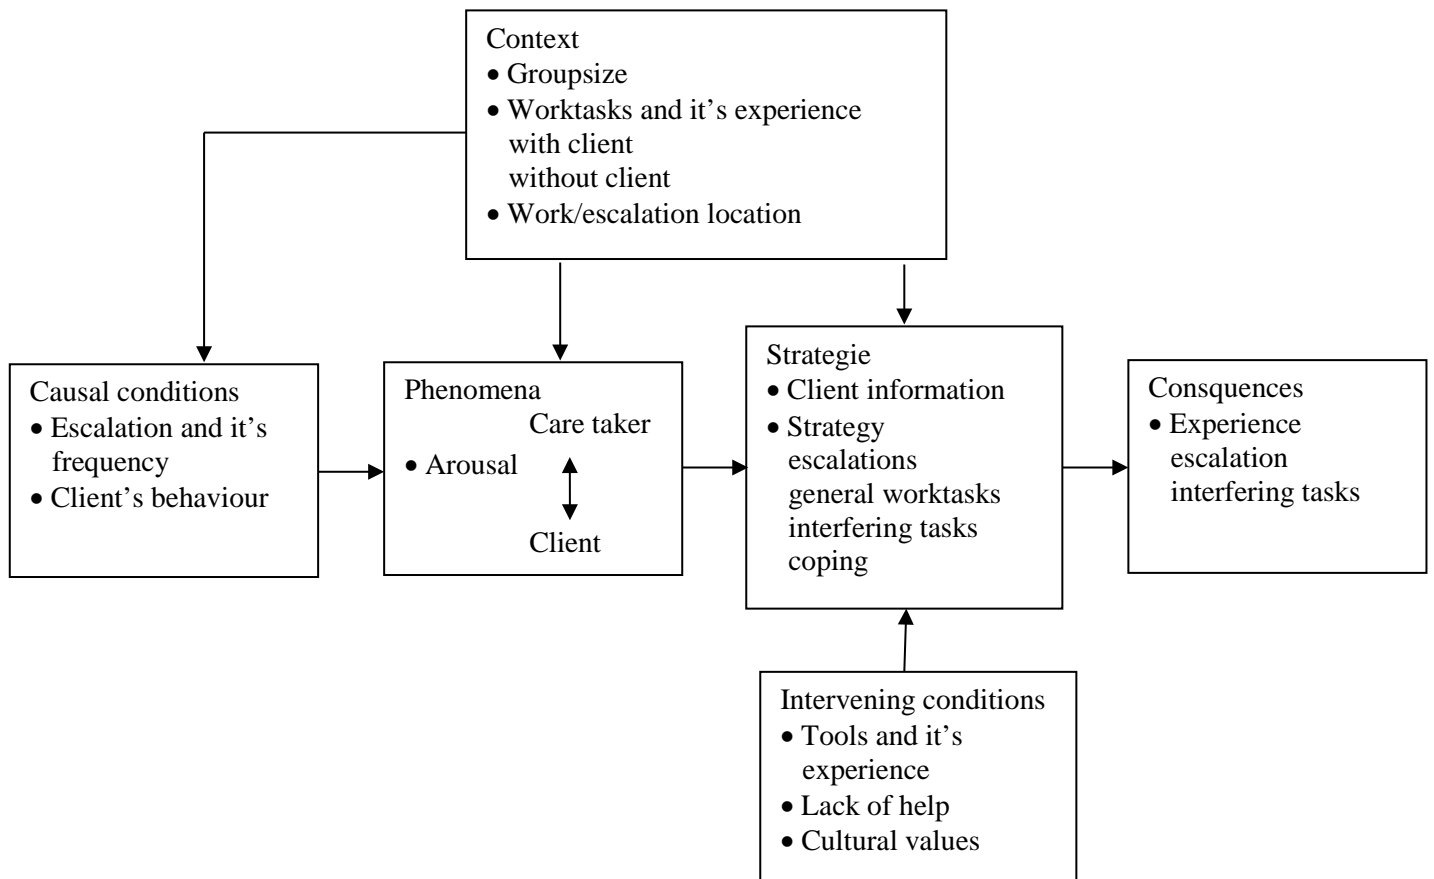 Context
• Groupsize
• Worktasks and it’s experience
with client
without client
• Work/escalation location
Causal conditions
• Escalation and it’s
frequency
• Client’s behaviour
Phenomena
Care taker
• Arousal
Client
Strategie
• Client information
• Strategy
escalations
general worktasks
interfering tasks
coping
Consquences
• Experience
escalation
interfering tasks
Intervening conditions
• Tools and it’s
experience
• Lack of help
• Cultural values